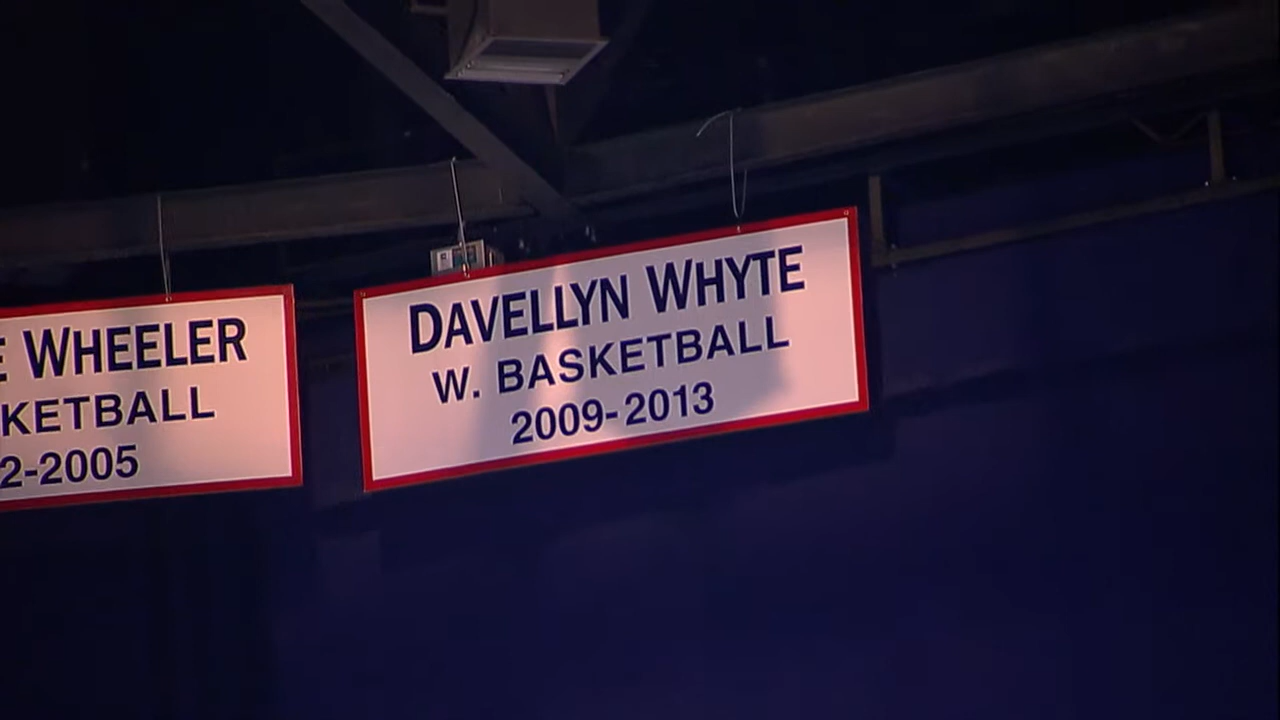 E WHEELER
KETBALL
2-2005
DAVELLYN WHYTE
W. BASKETBALL
2009-2013